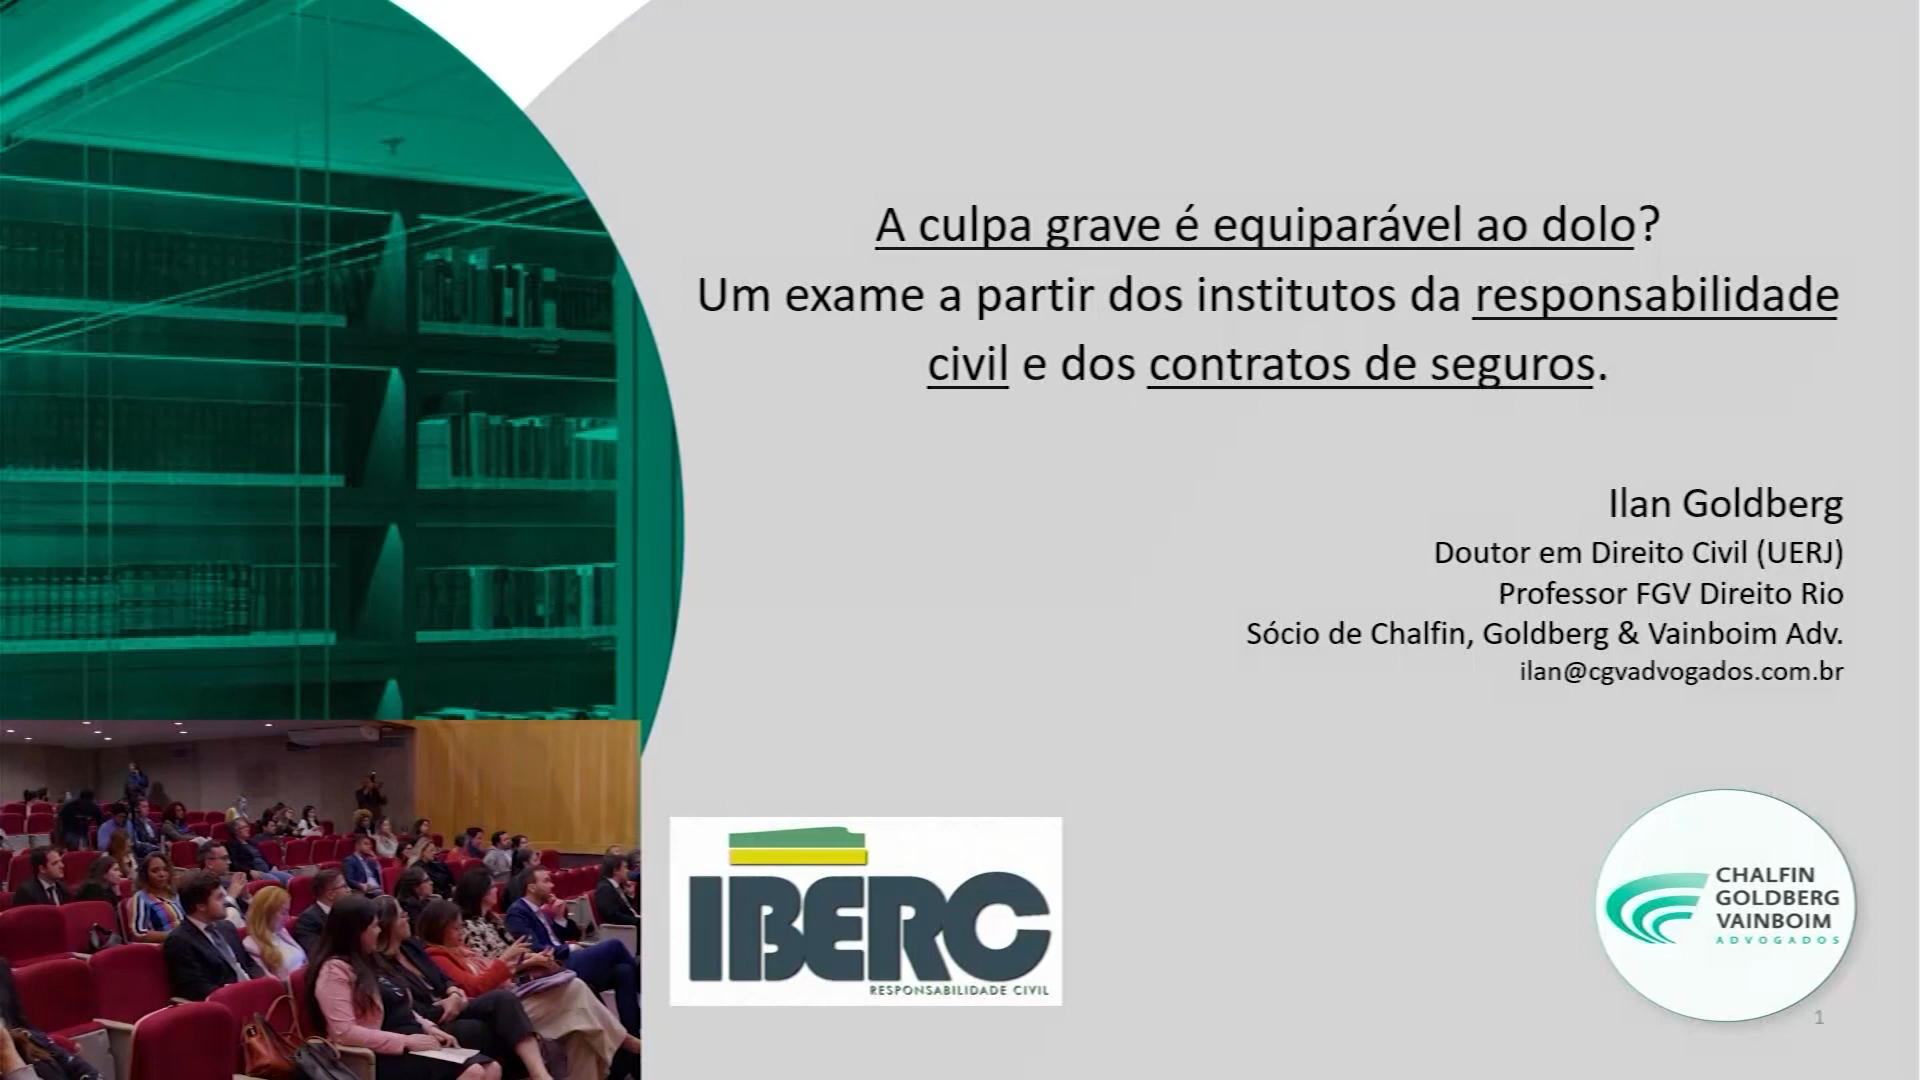 A culpa grave é equiparável ao dolo?
Um exame a partir dos institutos da responsabilidade
civil e dos contratos de seguros.
Ilan Goldberg
Doutor em Direito Civil (UERJ)
Professor FGV Direito Rio
Sócio de Chalfin, Goldberg & Vainboim Adv.
ilan@cgvadvogados.com.br
IBERC
RESPONSABILIDADE CIVIL
CHALFIN
GOLDBERG
VAINBOIM
ADVOGADOS
1